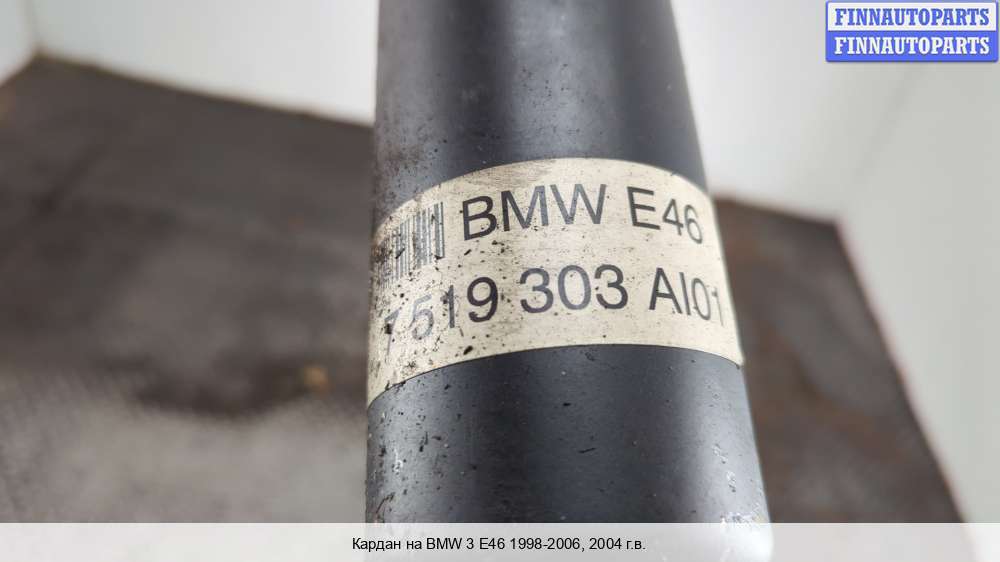 FINNAUTOPARTS
FINNAUTOPARTS
BMW E46
7 519 303 AI01
Кардан на BMW 3 E46 1998-2006, 2004 г.в.